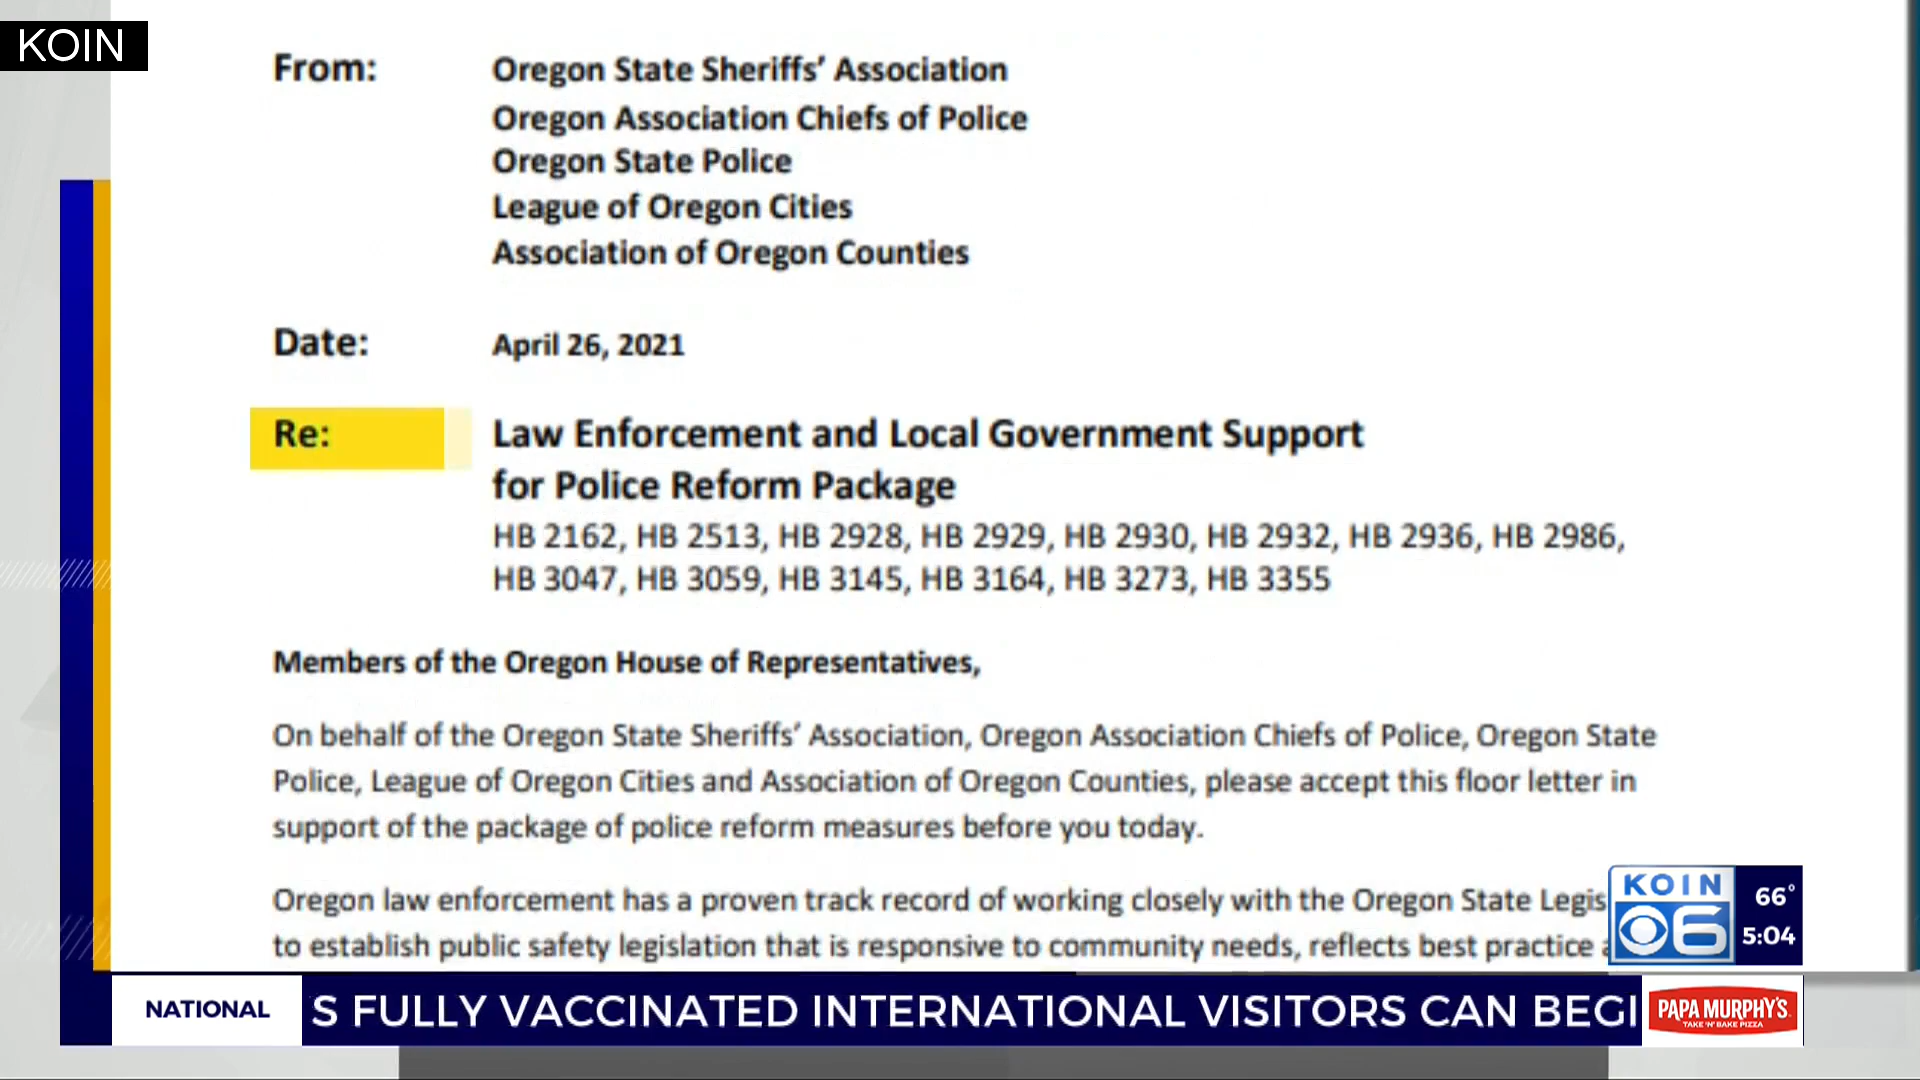 KOIN
From: Oregon State Sheriffs' Association
Oregon Association Chiefs of Police
Oregon State Police
League of Oregon Cities
Association of Oregon Counties
Date: April 26, 2021
Re: Law Enforcement and Local Government Support
for Police Reform Package
HB 2162, HB 2513, HB 2928, HB 2929, HB 2930, HB 2932, HB 2936, HB 2986,
HB 3047, HB 3059, HB 3145, HB 3164, HB 3273, HB 3355
Members of the Oregon House of Representatives,
On behalf of the Oregon State Sheriffs' Association, Oregon Association Chiefs of Police, Oregon State
Police, League of Oregon Cities and Association of Oregon Counties, please accept this floor letter in
support of the package of police reform measures before you today.
Oregon law enforcement has a proven track record of working closely with the Oregon State Legis
to establish public safety legislation that is responsive to community needs, reflects best practice a
KOIN
6
66°
5:04
NATIONAL
S FULLY VACCINATED INTERNATIONAL VISITORS CAN BEGI
PAPA MURPHY'S
TAKE 'N' BAKE PIZZA